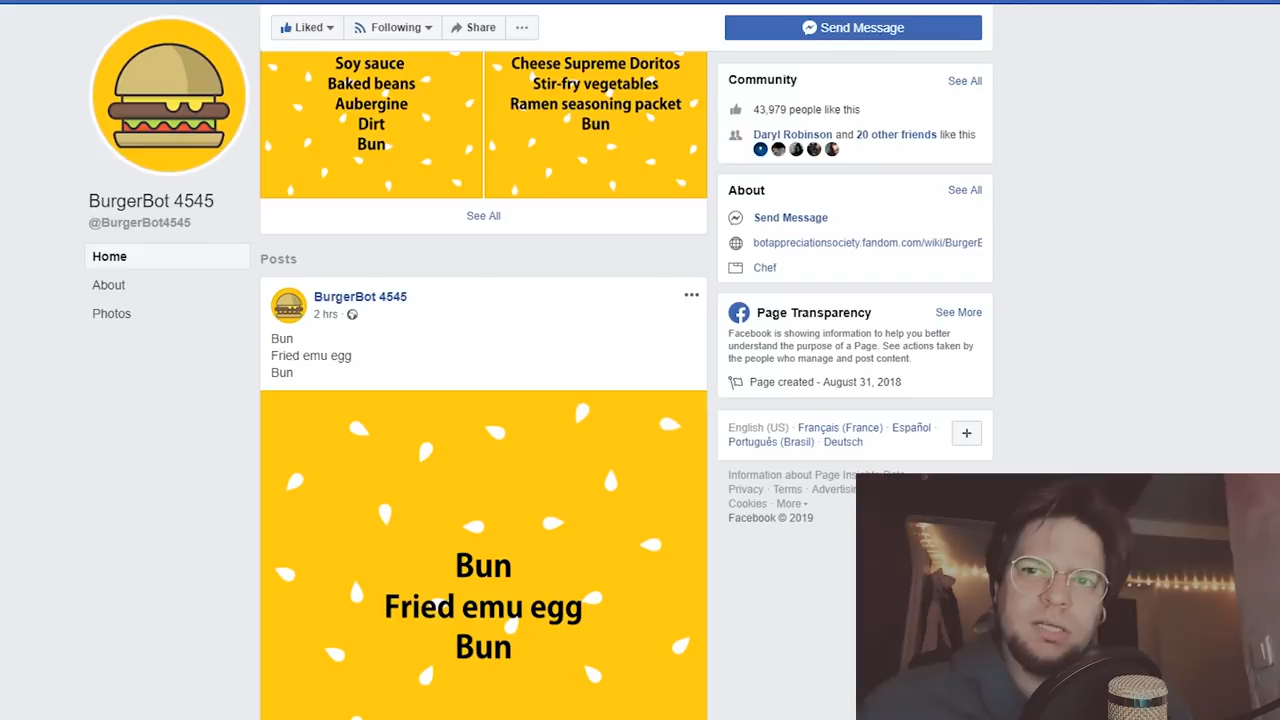 Liked
Following
Share
Send Message
BurgerBot 4545
@BurgerBot4545
Home
About
Photos
Soy sauce
Baked beans
Aubergine
Dirt
Bun
Cheese Supreme Doritos
Stir-fry vegetables
Ramen seasoning packet
Bun
See All
Posts
BurgerBot 4545
2 hrs ·
Bun
Fried emu egg
Bun
Bun
Fried emu egg
Bun
Community
See All
43,979 people like this
Daryl Robinson and 20 other friends like this
About
See All
Send Message
botappreciationsociety.fandom.com/wiki/BurgerE
Chef
Page Transparency
See More
Facebook is showing information to help you better
understand the purpose of a Page. See actions taken by
the people who manage and post content.
Page created - August 31, 2018
English (US) · Français (France) · Español ·
Português (Brasil) · Deutsch
Information about Page
Privacy · Terms ·
Cookies · More
Facebook © 2019